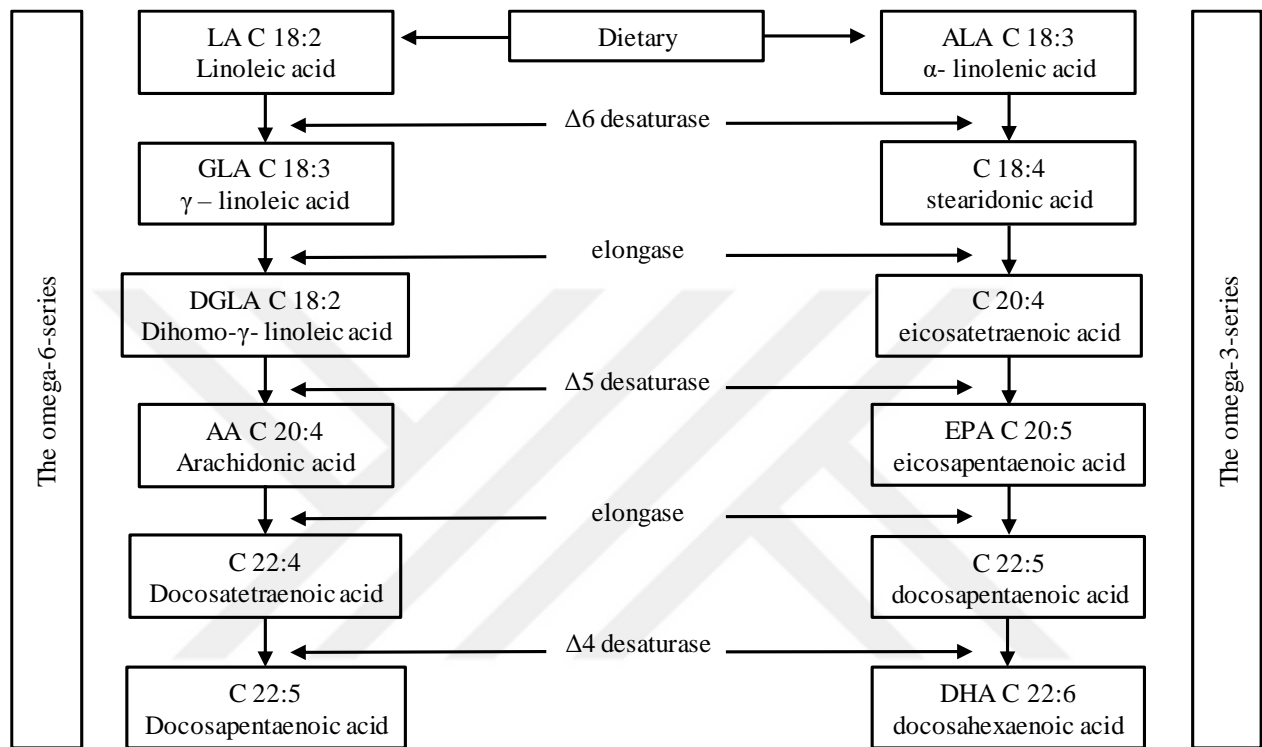 The omega-6-series
LA C 18:2
Linoleic acid
Dietary
ALA C 18:3
α- linolenic acid
Δ6 desaturase
GLA C 18:3
γ – linoleic acid
C 18:4
stearidonic acid
elongase
DGLA C 18:2
Dihomo-γ- linoleic acid
C 20:4
eicosatetraenoic acid
Δ5 desaturase
AA C 20:4
Arachidonic acid
EPA C 20:5
eicosapentaenoic acid
elongase
C 22:4
Docosatetraenoic acid
C 22:5
docosapentaenoic acid
Δ4 desaturase
C 22:5
Docosapentaenoic acid
DHA C 22:6
docosahexaenoic acid
The omega-3-series